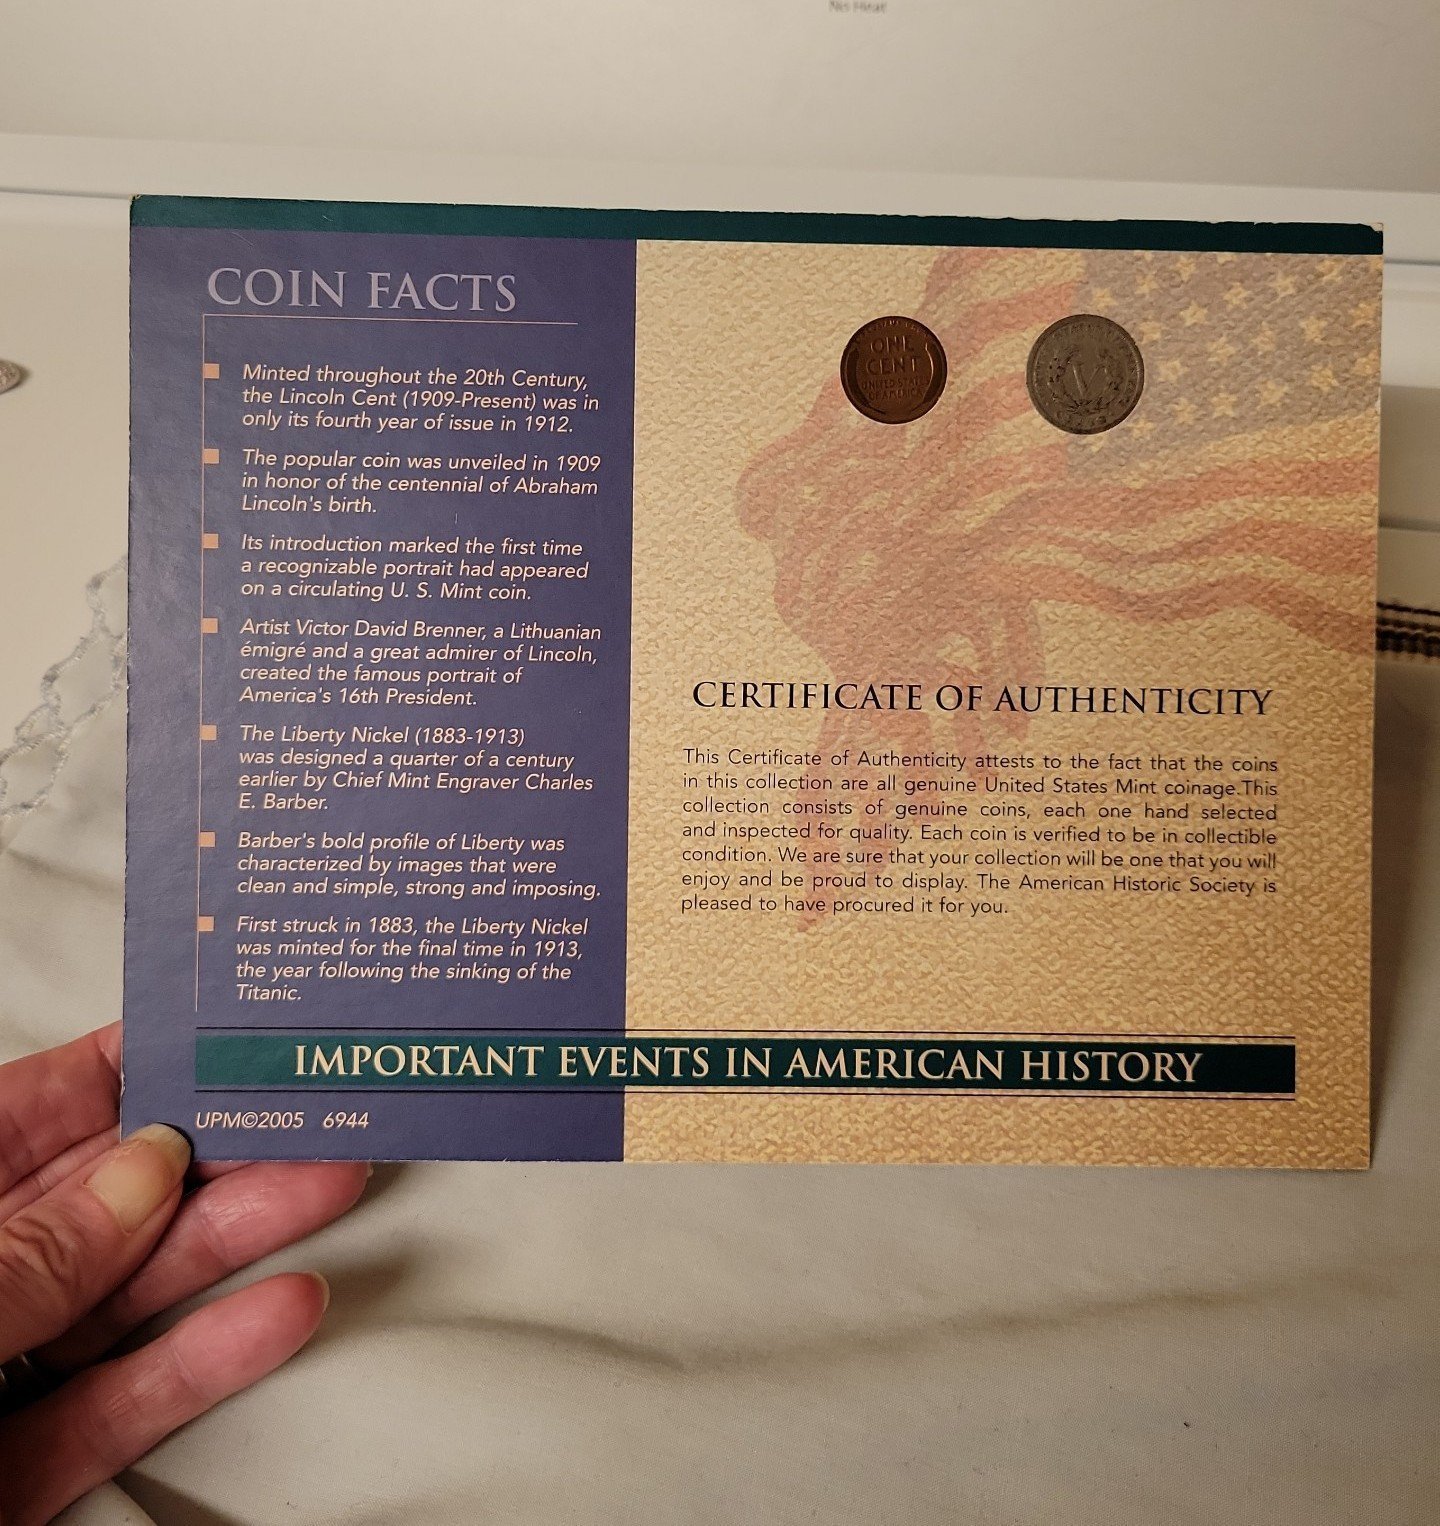 No Heat
COIN FACTS
Minted throughout the 20th Century,
the Lincoln Cent (1909-Present) was in
only its fourth year of issue in 1912.
The popular coin was unveiled in 1909
in honor of the centennial of Abraham
Lincoln's birth.
Its introduction marked the first time
a recognizable portrait had appeared
on a circulating U. S. Mint coin.
Artist Victor David Brenner, a Lithuanian
émigré and a great admirer of Lincoln,
created the famous portrait of
America's 16th President.
The Liberty Nickel (1883-1913)
was designed a quarter of a century
earlier by Chief Mint Engraver Charles
E. Barber.
Barber's bold profile of Liberty was
characterized by images that were
clean and simple, strong and imposing.
First struck in 1883, the Liberty Nickel
was minted for the final time in 1913,
the year following the sinking of the
Titanic.
ONE
CENT
UNITED STATES
OF AMERICA
V
CERTIFICATE OF AUTHENTICITY
This Certificate of Authenticity attests to the fact that the coins
in this collection are all genuine United States Mint coinage.This
collection consists of genuine coins, each one hand selected
and inspected for quality. Each coin is verified to be in collectible
condition. We are sure that your collection will be one that you will
enjoy and be proud to display. The American Historic Society is
pleased to have procured it for you.
IMPORTANT EVENTS IN AMERICAN HISTORY
UPM©2005 6944